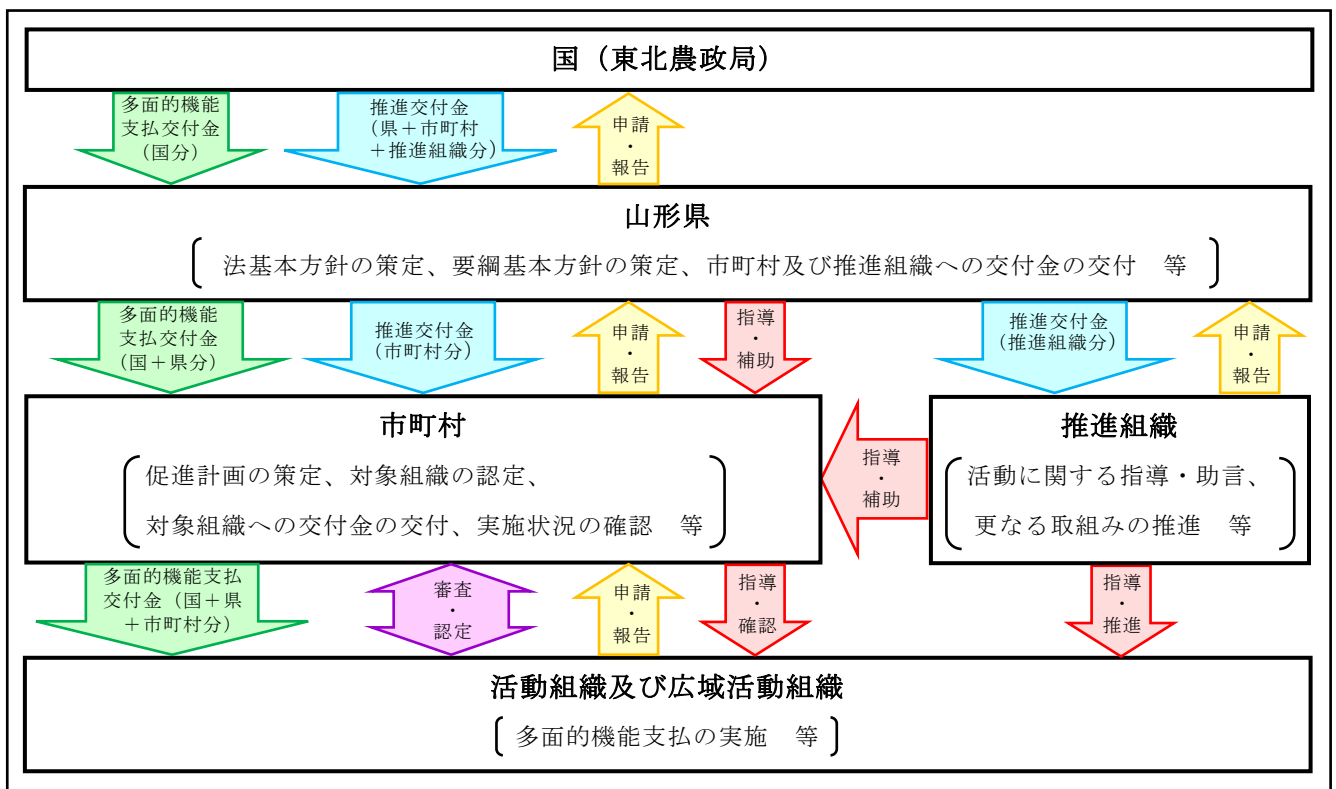 国（東北農政局）
多面的機能
支払交付金
(国分)
推進交付金
(県＋市町村
＋推進組織分)
申請
・
報告
山形県
法基本方針の策定、要綱基本方針の策定、市町村及び推進組織への交付金の交付　等
多面的機能
支払交付金
(国＋県分)
推進交付金
(市町村分)
申請
・
報告
指導
・
補助
推進交付金
(推進組織分)
申請
・
報告
市町村
促進計画の策定、対象組織の認定、
対象組織への交付金の交付、実施状況の確認　等
指導
・
補助
推進組織
活動に関する指導・助言、
更なる取組みの推進　等
多面的機能支払
交付金（国＋県
＋市町村分）
審査
・
認定
申請
・
報告
指導
・
確認
指導
・
推進
活動組織及び広域活動組織
多面的機能支払の実施　等